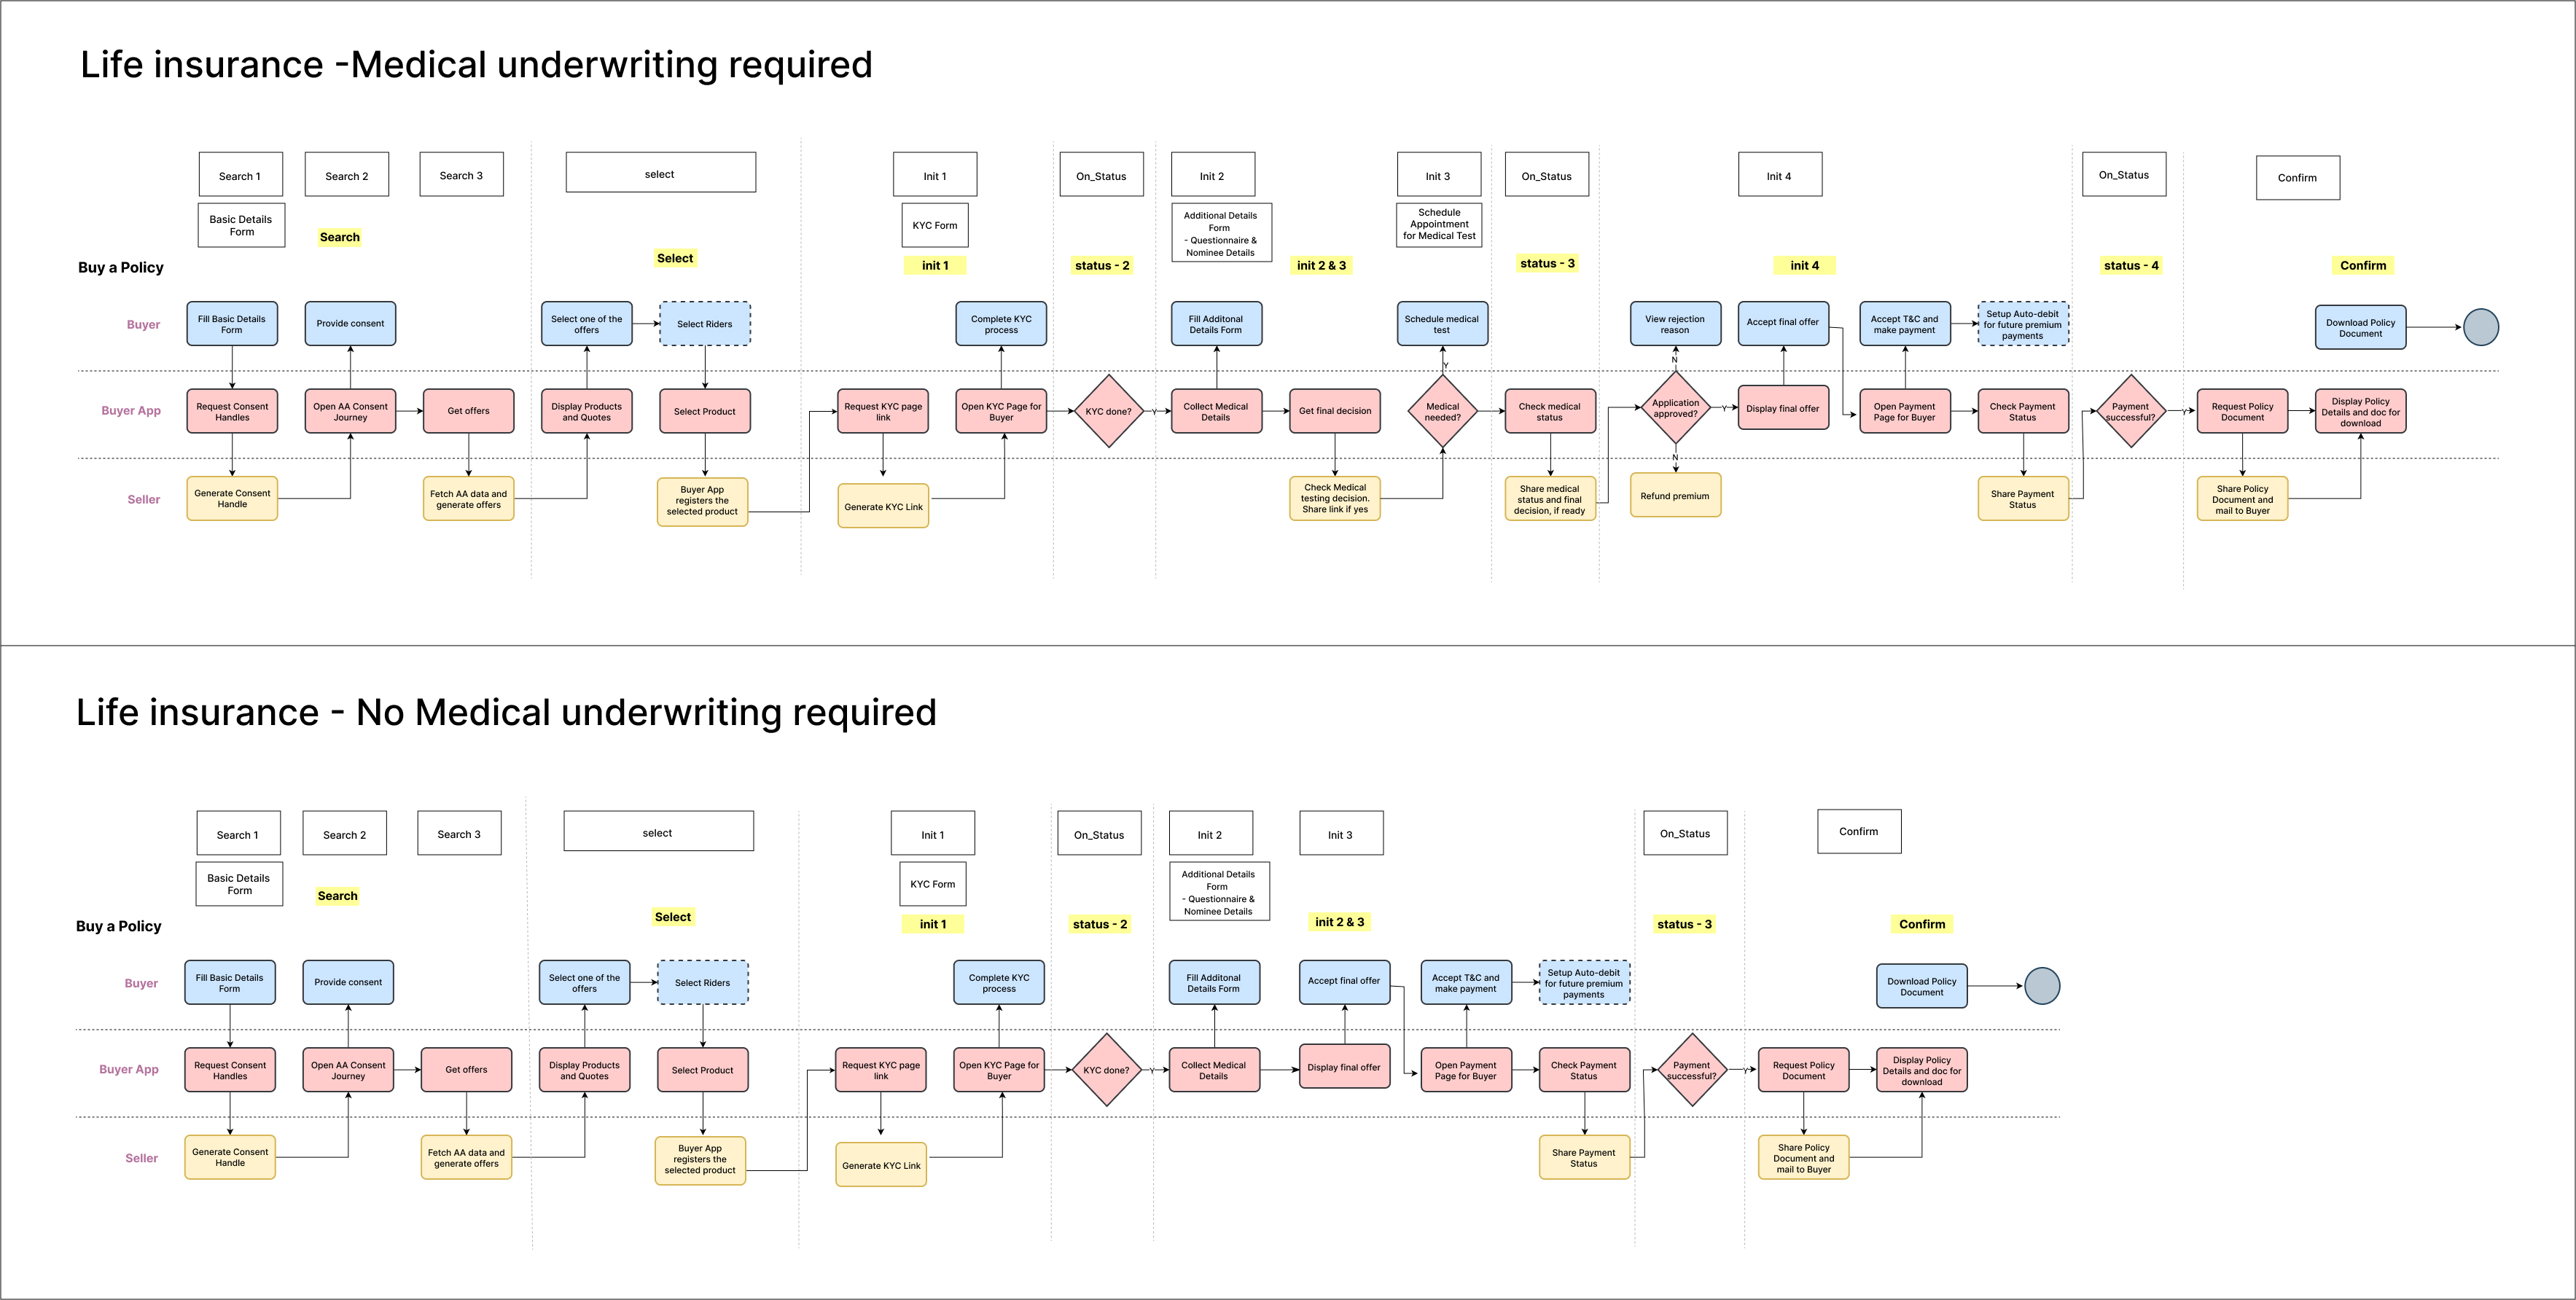 Life insurance -Medical underwriting required
Search 1
Search 2
Search 3
select
Init 1
On_Status
Init 2
Init 3
On_Status
Init 4
On_Status
Confirm
Basic Details
Form
KYC Form
Additional Details
Form
- Questionnaire &
Nominee Details
Schedule
Appointment
for Medical Test
Search
Select
init 1
status - 2
init 2 & 3
status - 3
init 4
status - 4
Confirm
Buy a Policy
Buyer
Fill Basic Details
Form
Provide consent
Select one of the
offers
Select Riders
Complete KYC
process
Fill Additonal
Details Form
Schedule medical
test
View rejection
reason
Accept final offer
Accept T&C and
make payment
Setup Auto-debit
for future premium
payments
Download Policy
Document
Y
N
Buyer App
Request Consent
Handles
Open AA Consent
Journey
Get offers
Display Products
and Quotes
Select Product
Request KYC page
link
Open KYC Page for
Buyer
KYC done?
Y
Collect Medical
Details
Get final decision
Medical
needed?
Check medical
status
Application
approved?
Y
Display final offer
Open Payment
Page for Buyer
Check Payment
Status
Payment
successful?
Y
Request Policy
Document
Display Policy
Details and doc for
download
N
Seller
Generate Consent
Handle
Fetch AA data and
generate offers
Buyer App
registers the
selected product
Generate KYC Link
Check Medical
testing decision.
Share link if yes
Share medical
status and final
decision, if ready
Refund premium
Share Payment
Status
Share Policy
Document and
mail to Buyer
Life insurance - No Medical underwriting required
Search 1
Search 2
Search 3
select
Init 1
On_Status
Init 2
Init 3
On_Status
Confirm
Basic Details
Form
KYC Form
Additional Details
Form
- Questionnaire &
Nominee Details
Search
Select
init 1
status - 2
init 2 & 3
status - 3
Confirm
Buy a Policy
Buyer
Fill Basic Details
Form
Provide consent
Select one of the
offers
Select Riders
Complete KYC
process
Fill Additonal
Details Form
Accept final offer
Accept T&C and
make payment
Setup Auto-debit
for future premium
payments
Download Policy
Document
Buyer App
Request Consent
Handles
Open AA Consent
Journey
Get offers
Display Products
and Quotes
Select Product
Request KYC page
link
Open KYC Page for
Buyer
KYC done?
Y
Collect Medical
Details
Display final offer
Open Payment
Page for Buyer
Check Payment
Status
Payment
successful?
Y
Request Policy
Document
Display Policy
Details and doc for
download
Seller
Generate Consent
Handle
Fetch AA data and
generate offers
Buyer App
registers the
selected product
Generate KYC Link
Share Payment
Status
Share Policy
Document and
mail to Buyer